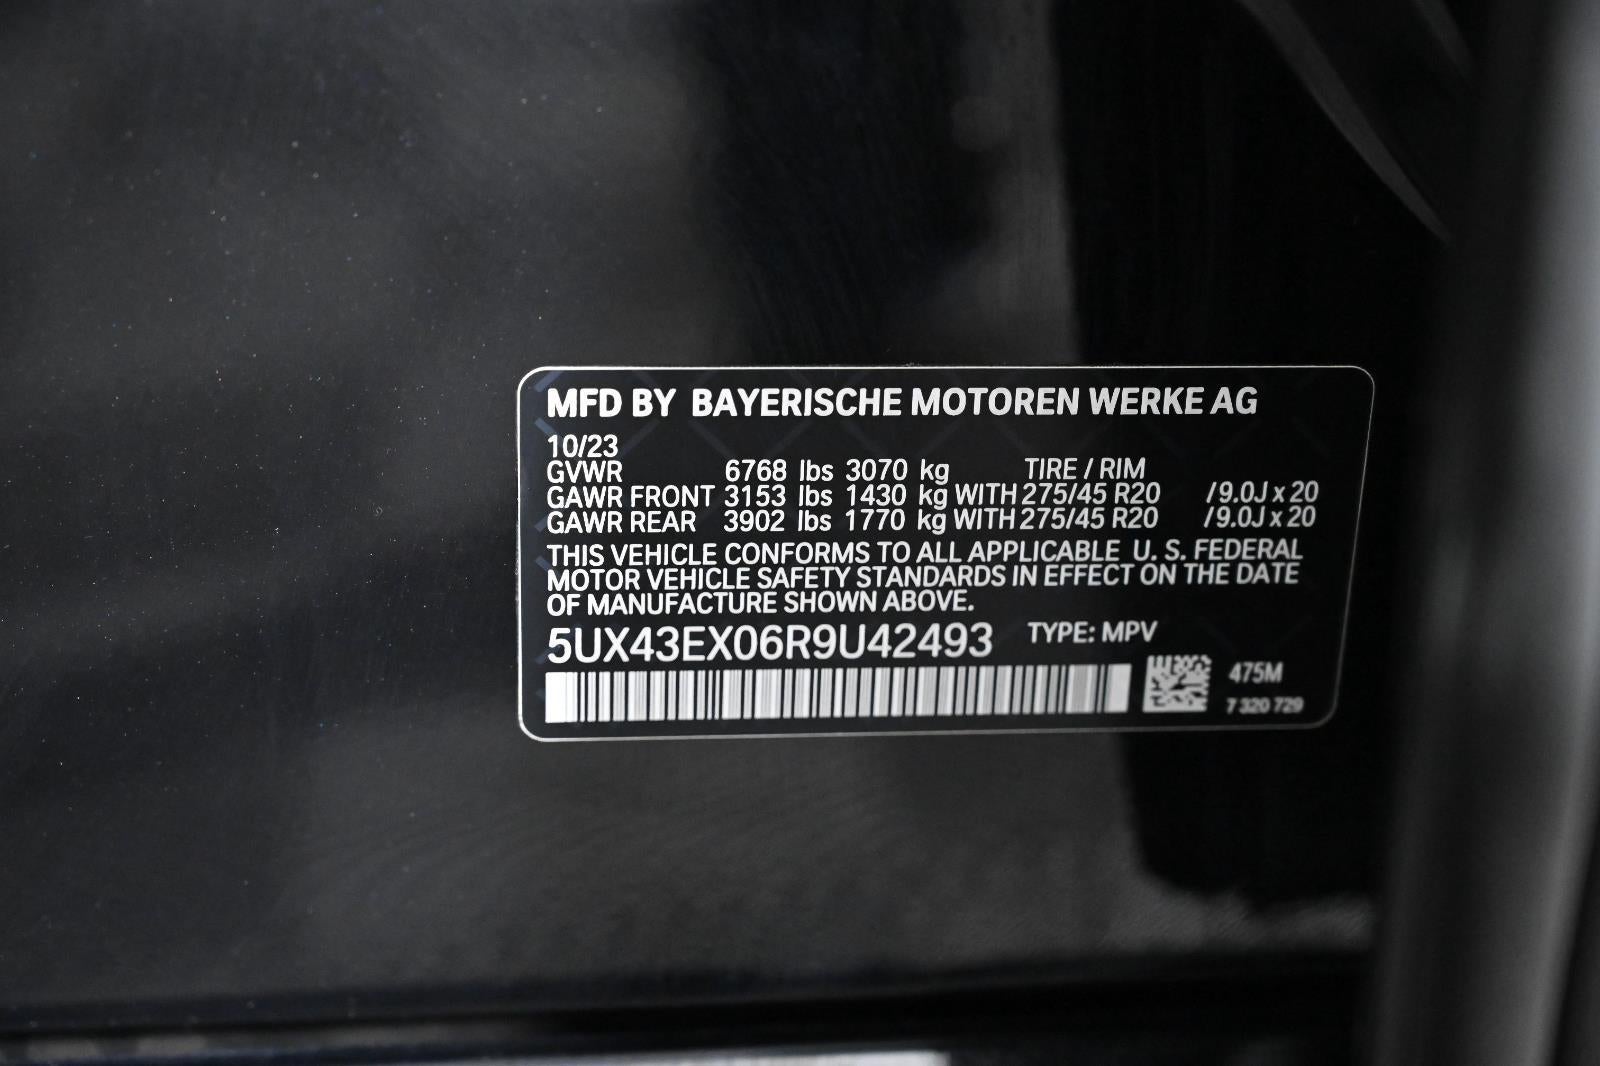 MFD BY BAYERISCHE MOTOREN WERKE AG
10/23
GVWR 6768 lbs 3070 kg TIRE / RIM
GAWR FRONT 3153 lbs 1430 kg WITH 275/45 R20 / 9.0J x 20
GAWR REAR 3902 lbs 1770 kg WITH 275/45 R20 / 9.0J x 20
THIS VEHICLE CONFORMS TO ALL APPLICABLE U. S. FEDERAL
MOTOR VEHICLE SAFETY STANDARDS IN EFFECT ON THE DATE
OF MANUFACTURE SHOWN ABOVE.
5UX43EX06R9U42493 TYPE: MPV
475M
7 320 729